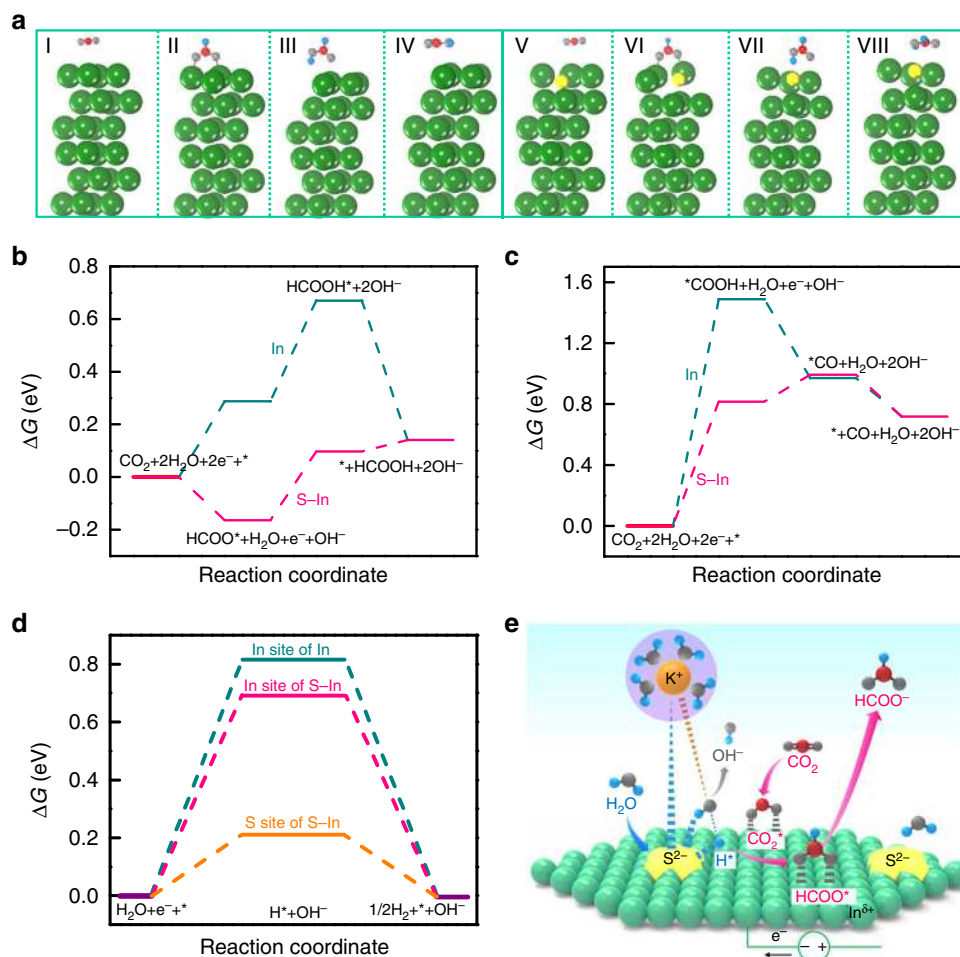 a
I II III IV V VI VII VIII
b
0.8
0.6
0.4
0.2
0.0
−0.2
ΔG (eV)
HCOOH*+2OH⁻
In
CO₂+2H₂O+2e⁻+*
*+HCOOH+2OH⁻
S–In
HCOO*+H₂O+e⁻+OH⁻
Reaction coordinate
c
1.6
1.2
0.8
0.4
0.0
ΔG (eV)
*COOH+H₂O+e⁻+OH⁻
*CO+H₂O+2OH⁻
In
*+CO+H₂O+2OH⁻
S–In
CO₂+2H₂O+2e⁻+*
Reaction coordinate
d
0.8
0.6
0.4
0.2
0.0
ΔG (eV)
In site of In
In site of S–In
S site of S–In
H₂O+e⁻+* H*+OH⁻ 1/2H₂+*+OH⁻
Reaction coordinate
e
K⁺
HCOO⁻
OH⁻
CO₂
H₂O
CO₂*
S²⁻
H*
S²⁻
HCOO*
Inδ⁺
e⁻
− +